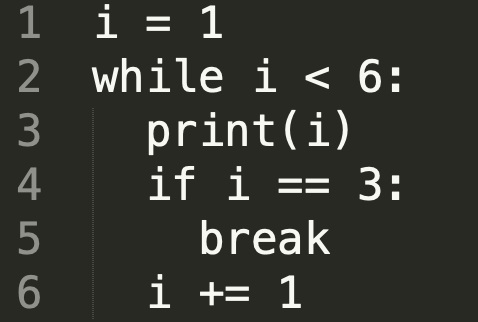 1 i = 1
2 while i < 6:
3   print(i)
4   if i == 3:
5     break
6   i += 1